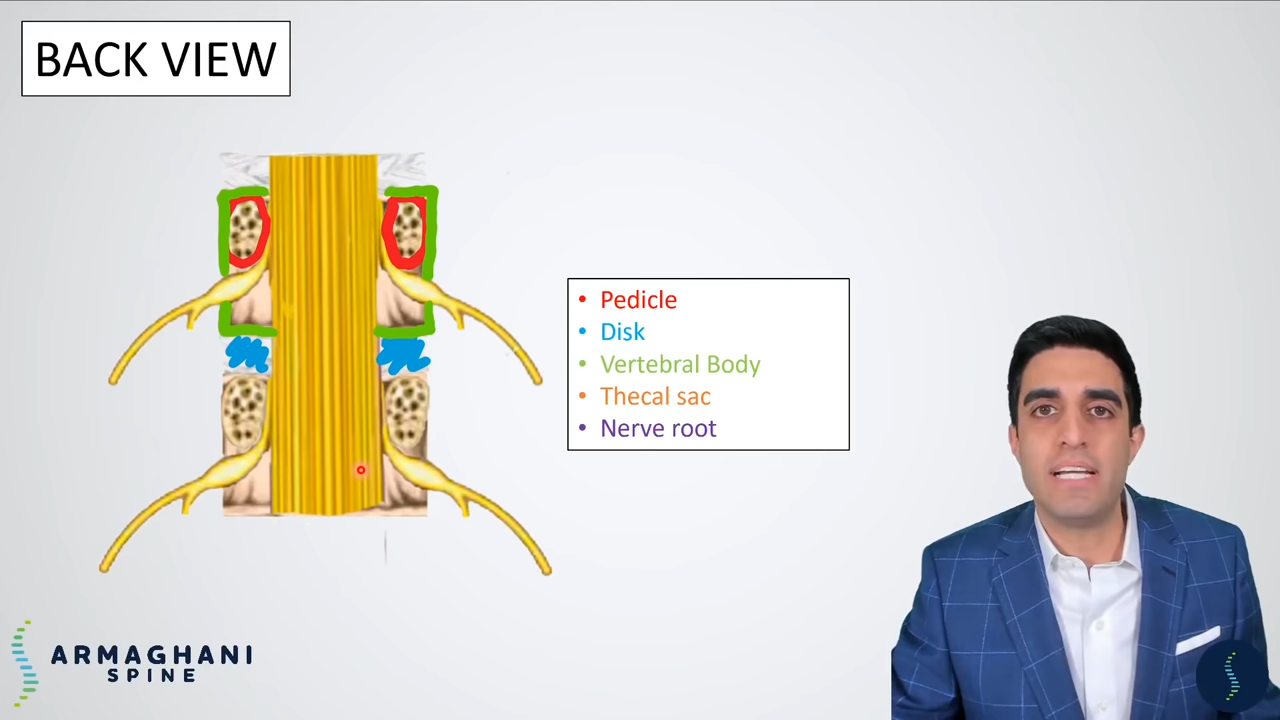 BACK VIEW
• Pedicle
• Disk
• Vertebral Body
• Thecal sac
• Nerve root
ARMAGHANI
SPINE